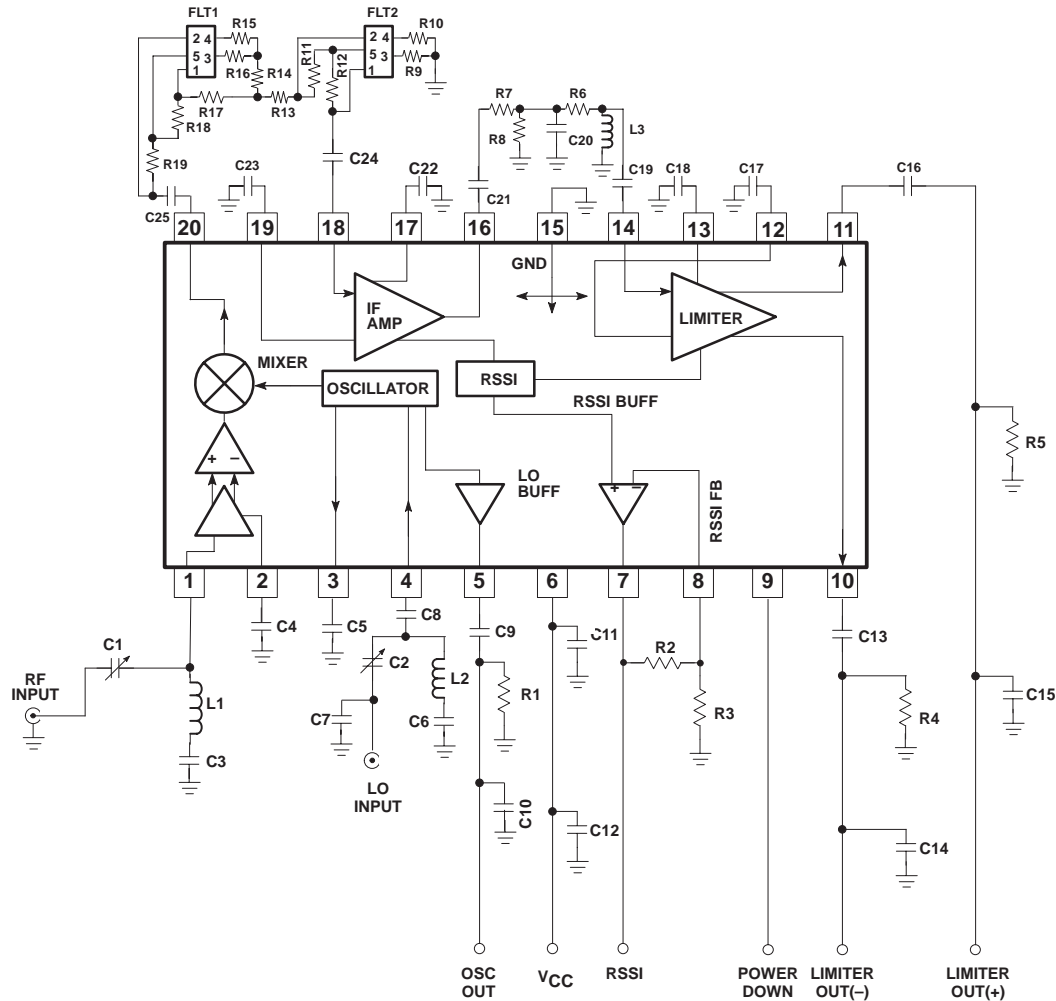 FLT1
FLT2
R15
R10
2 4
5 3
1
2 4
5 3
1
R16
R14
R11
R12
R9
R17
R13
R18
R19
C25
C23
C24
C22
R7
R6
R8
C20
L3
C21
C19
C18
C17
C16
20
19
18
17
16
15
14
13
12
11
GND
IF
AMP
LIMITER
MIXER
OSCILLATOR
RSSI
RSSI BUFF
+ −
LO
BUFF
+ −
RSSI FB
R5
1
2
3
4
5
6
7
8
9
10
C1
RF
INPUT
L1
C3
C4
C5
C8
C2
L2
C7
C6
LO
INPUT
C9
R1
C10
C11
C12
R2
R3
C13
R4
C14
C15
OSC
OUT
VCC
RSSI
POWER
DOWN
LIMITER
OUT(−)
LIMITER
OUT(+)